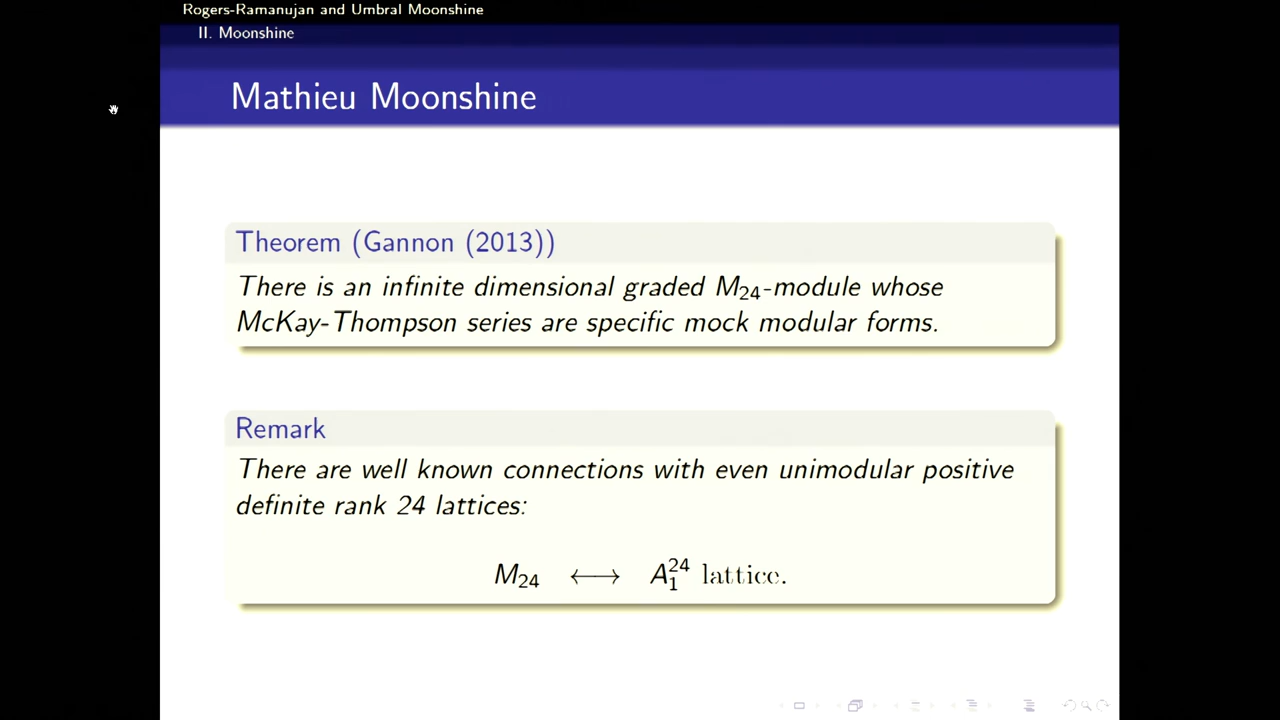 Rogers-Ramanujan and Umbral Moonshine
II. Moonshine
Mathieu Moonshine
Theorem (Gannon (2013))
There is an infinite dimensional graded M₂₄-module whose
McKay-Thompson series are specific mock modular forms.
Remark
There are well known connections with even unimodular positive
definite rank 24 lattices:
M₂₄ ⟷ A₁²⁴ lattice.